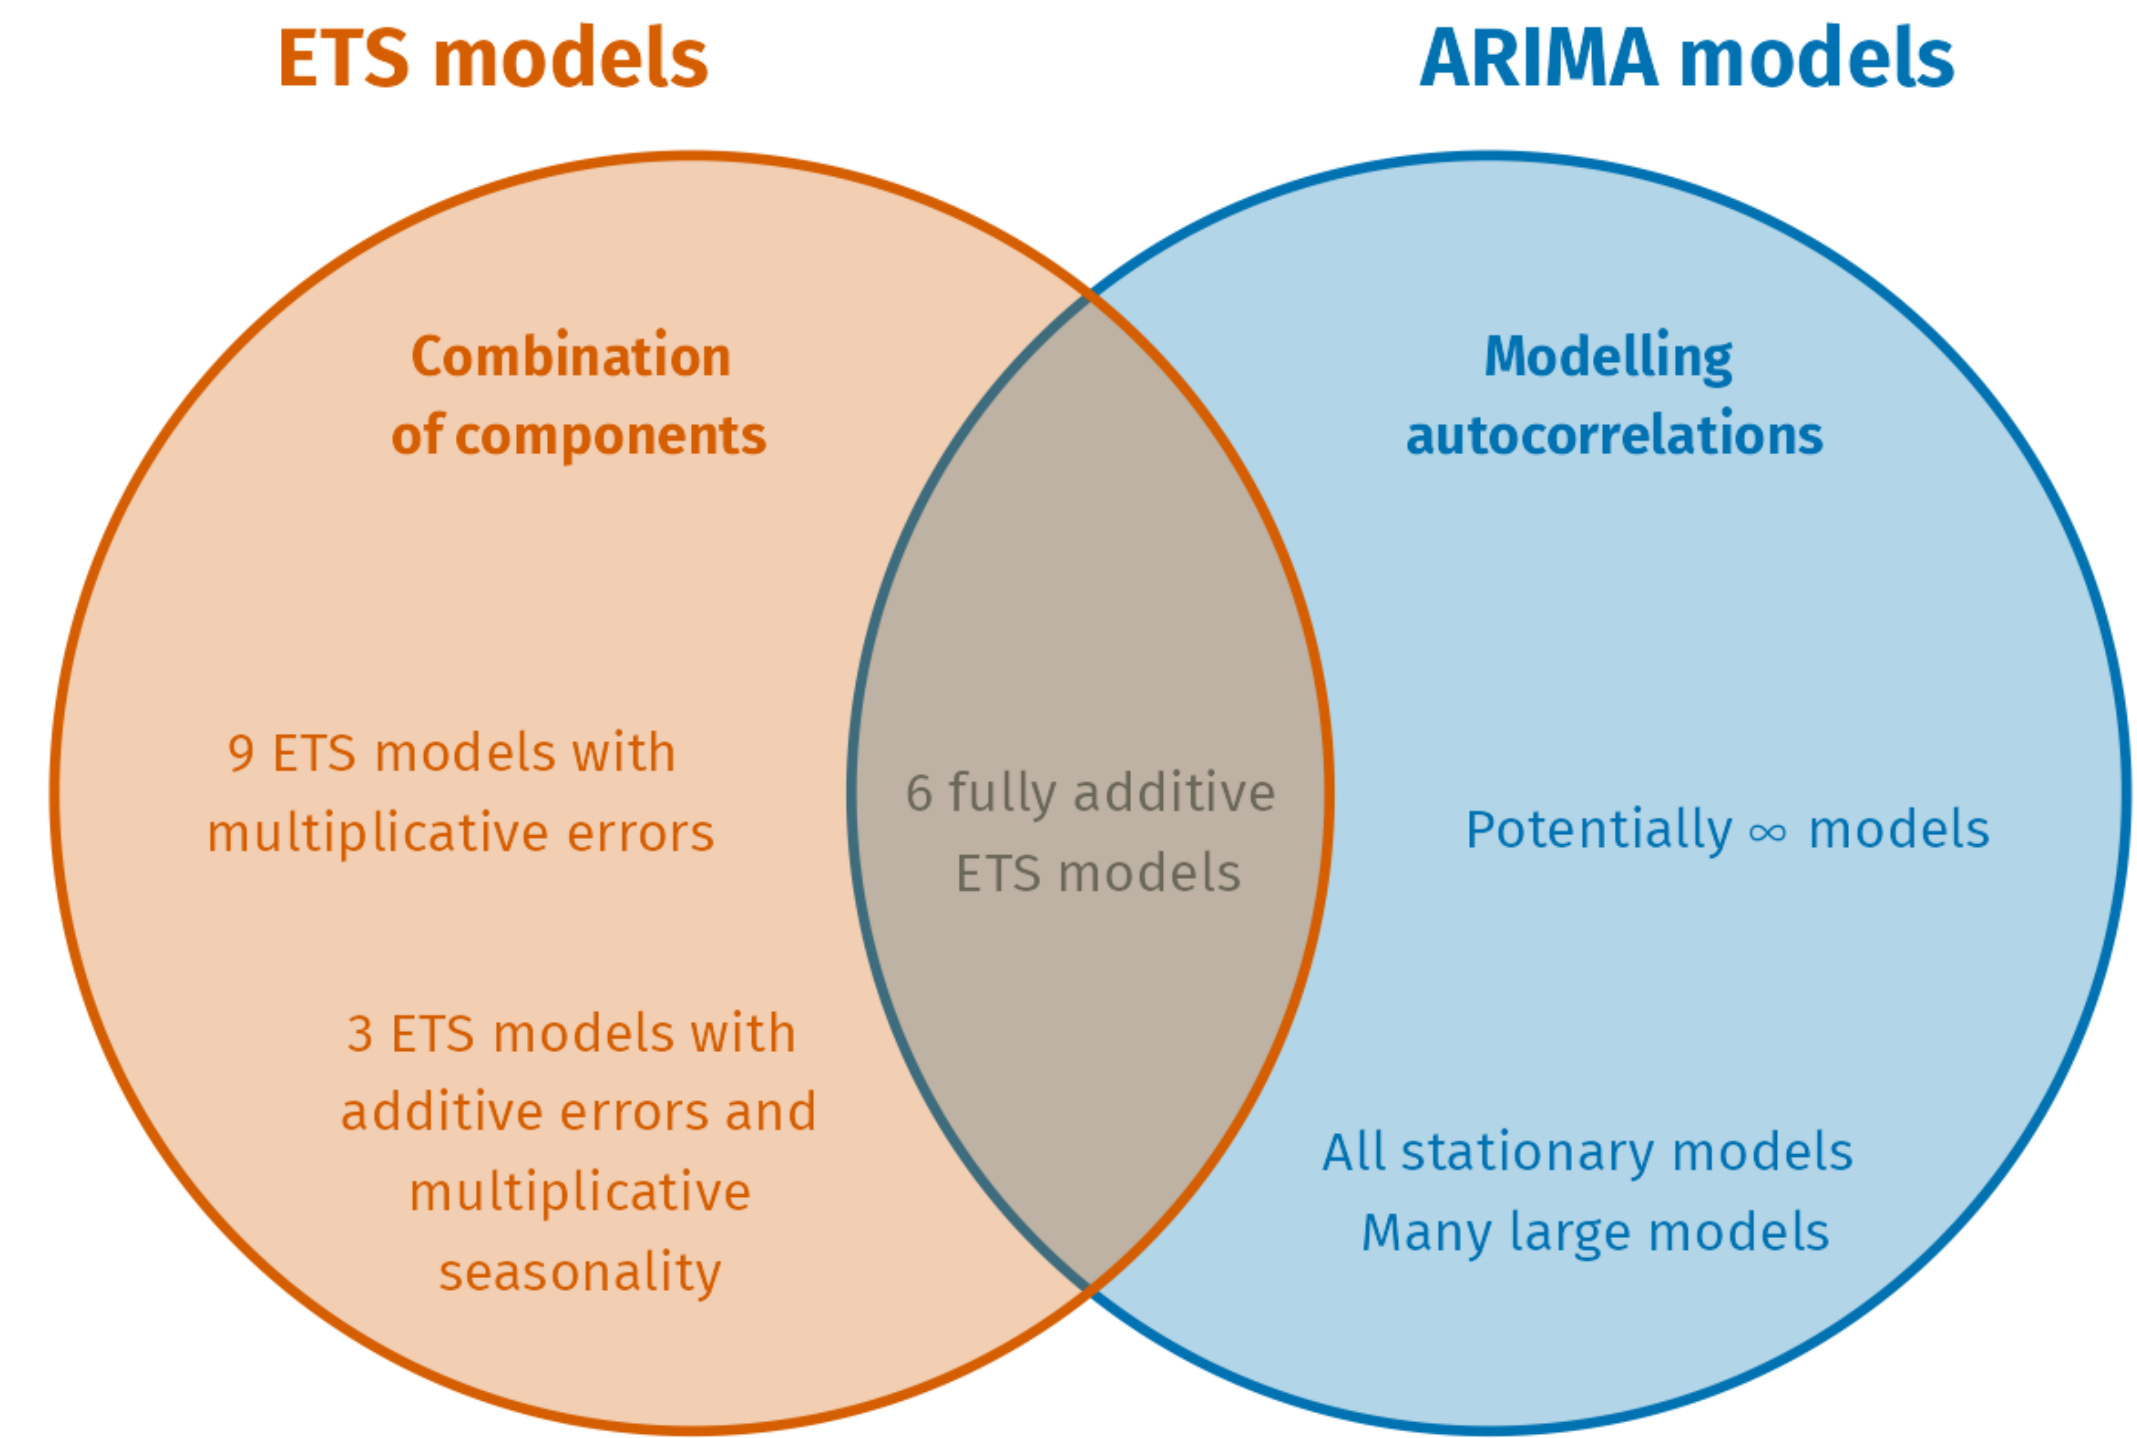 ETS models
ARIMA models
Combination
of components
Modelling
autocorrelations
9 ETS models with
multiplicative errors
6 fully additive
ETS models
Potentially ∞ models
3 ETS models with
additive errors and
multiplicative
seasonality
All stationary models
Many large models